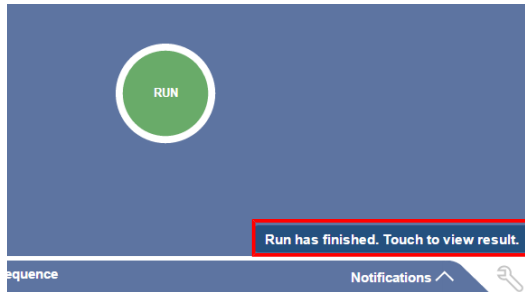 RUN
Run has finished. Touch to view result.
equence
Notifications